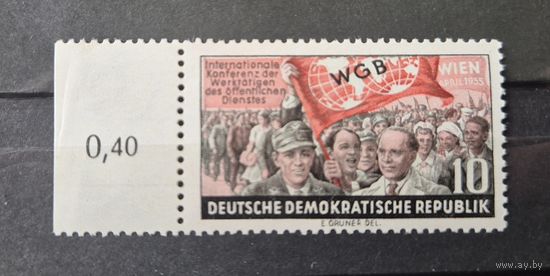 0,40
Internationale
Konferenz der
Werktätigen
des öffentlichen
Dienstes
WGB
WIEN
APRIL 1955
10
DEUTSCHE DEMOKRATISCHE REPUBLIK
E. GRUNER DEL.
www.ay.by